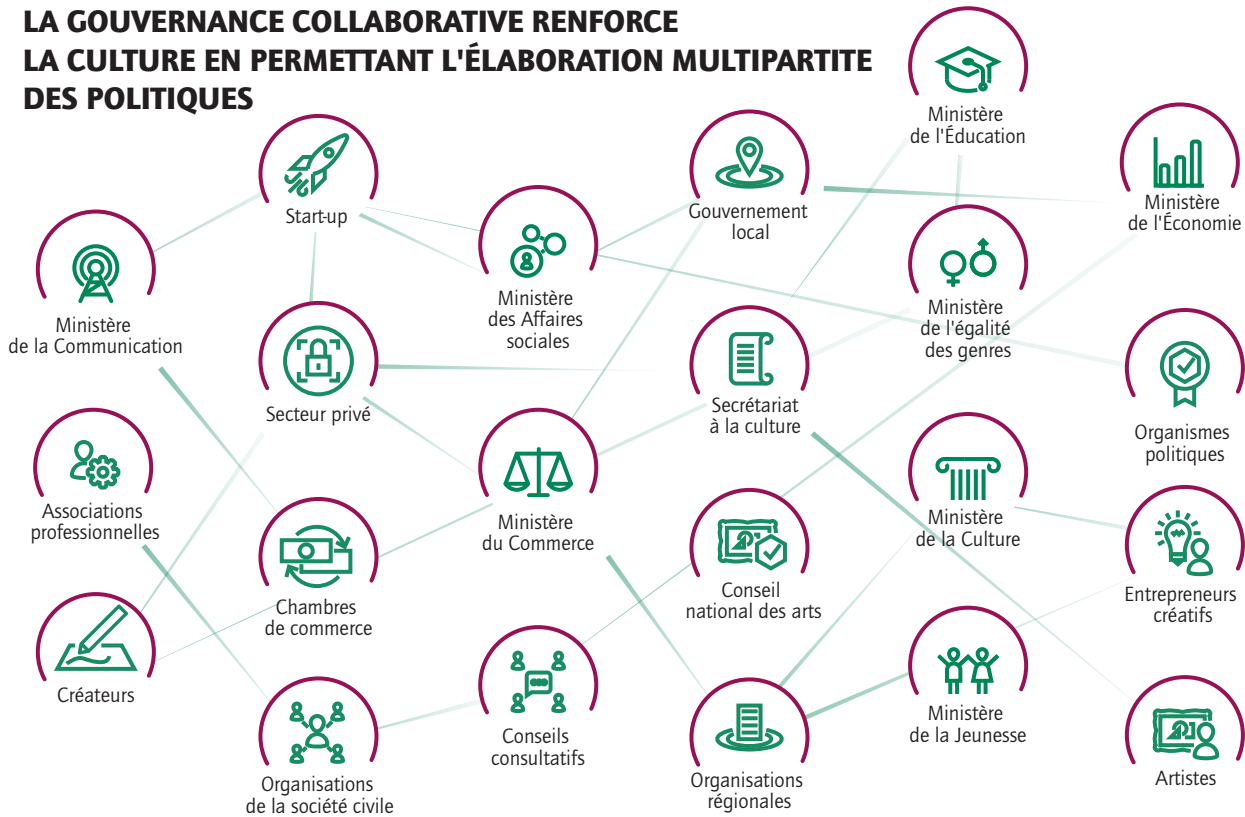 LA GOUVERNANCE COLLABORATIVE RENFORCE
LA CULTURE EN PERMETTANT L'ÉLABORATION MULTIPARTITE
DES POLITIQUES
Ministère
de l'Éducation
Start-up
Gouvernement
local
Ministère
de l'Économie
Ministère
de la Communication
Ministère
des Affaires
sociales
Ministère
de l'égalité
des genres
Secteur privé
Secrétariat
à la culture
Organismes
politiques
Associations
professionnelles
Ministère
du Commerce
Ministère
de la Culture
Chambres
de commerce
Conseil
national des arts
Entrepreneurs
créatifs
Créateurs
Conseils
consultatifs
Ministère
de la Jeunesse
Organisations
de la société civile
Organisations
régionales
Artistes